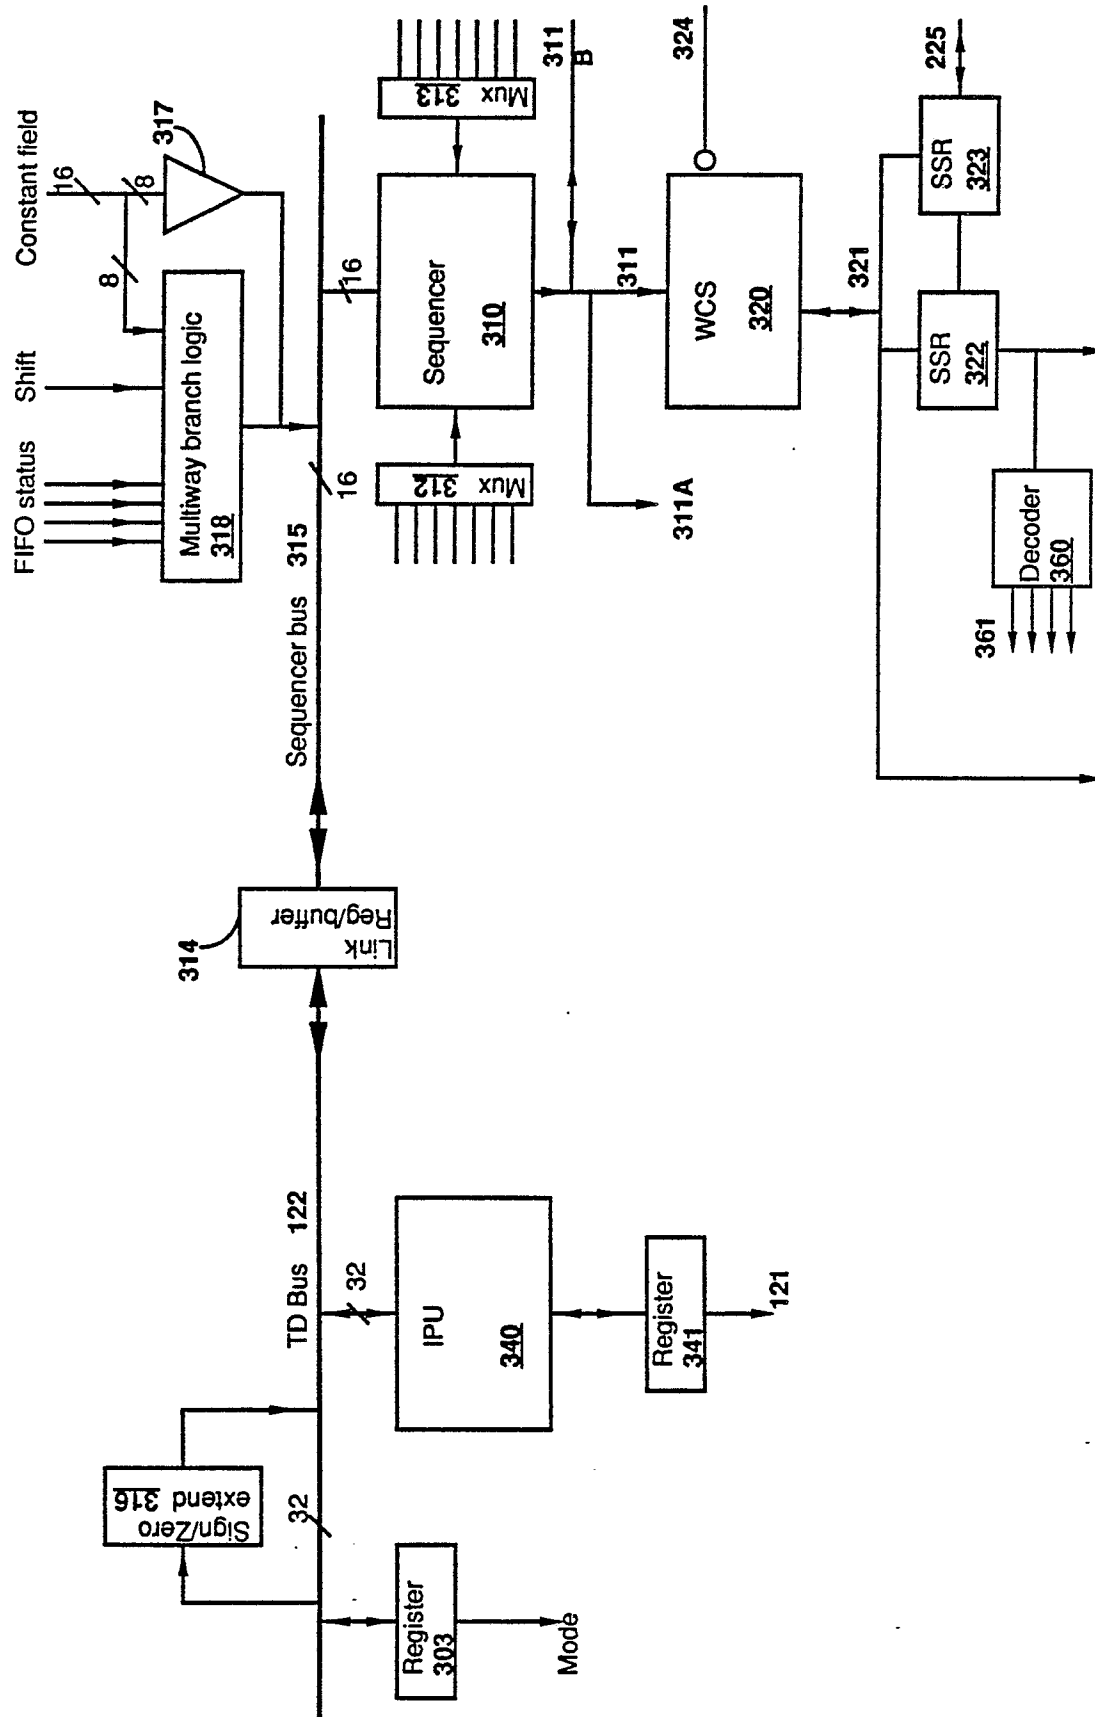 Constant field
16
8
8
317
Shift
FIFO status
Multiway branch logic
318
Sequencer bus 315
16
16
Mux
313
Mux
312
Sequencer
310
311
B
311
311A
324
WCS
320
321
225
SSR
323
SSR
322
Decoder
360
361
314
Link
Reg/buffer
TD Bus 122
32
IPU
340
Register
341
121
Sign/Zero
extend 316
32
Register
303
Mode